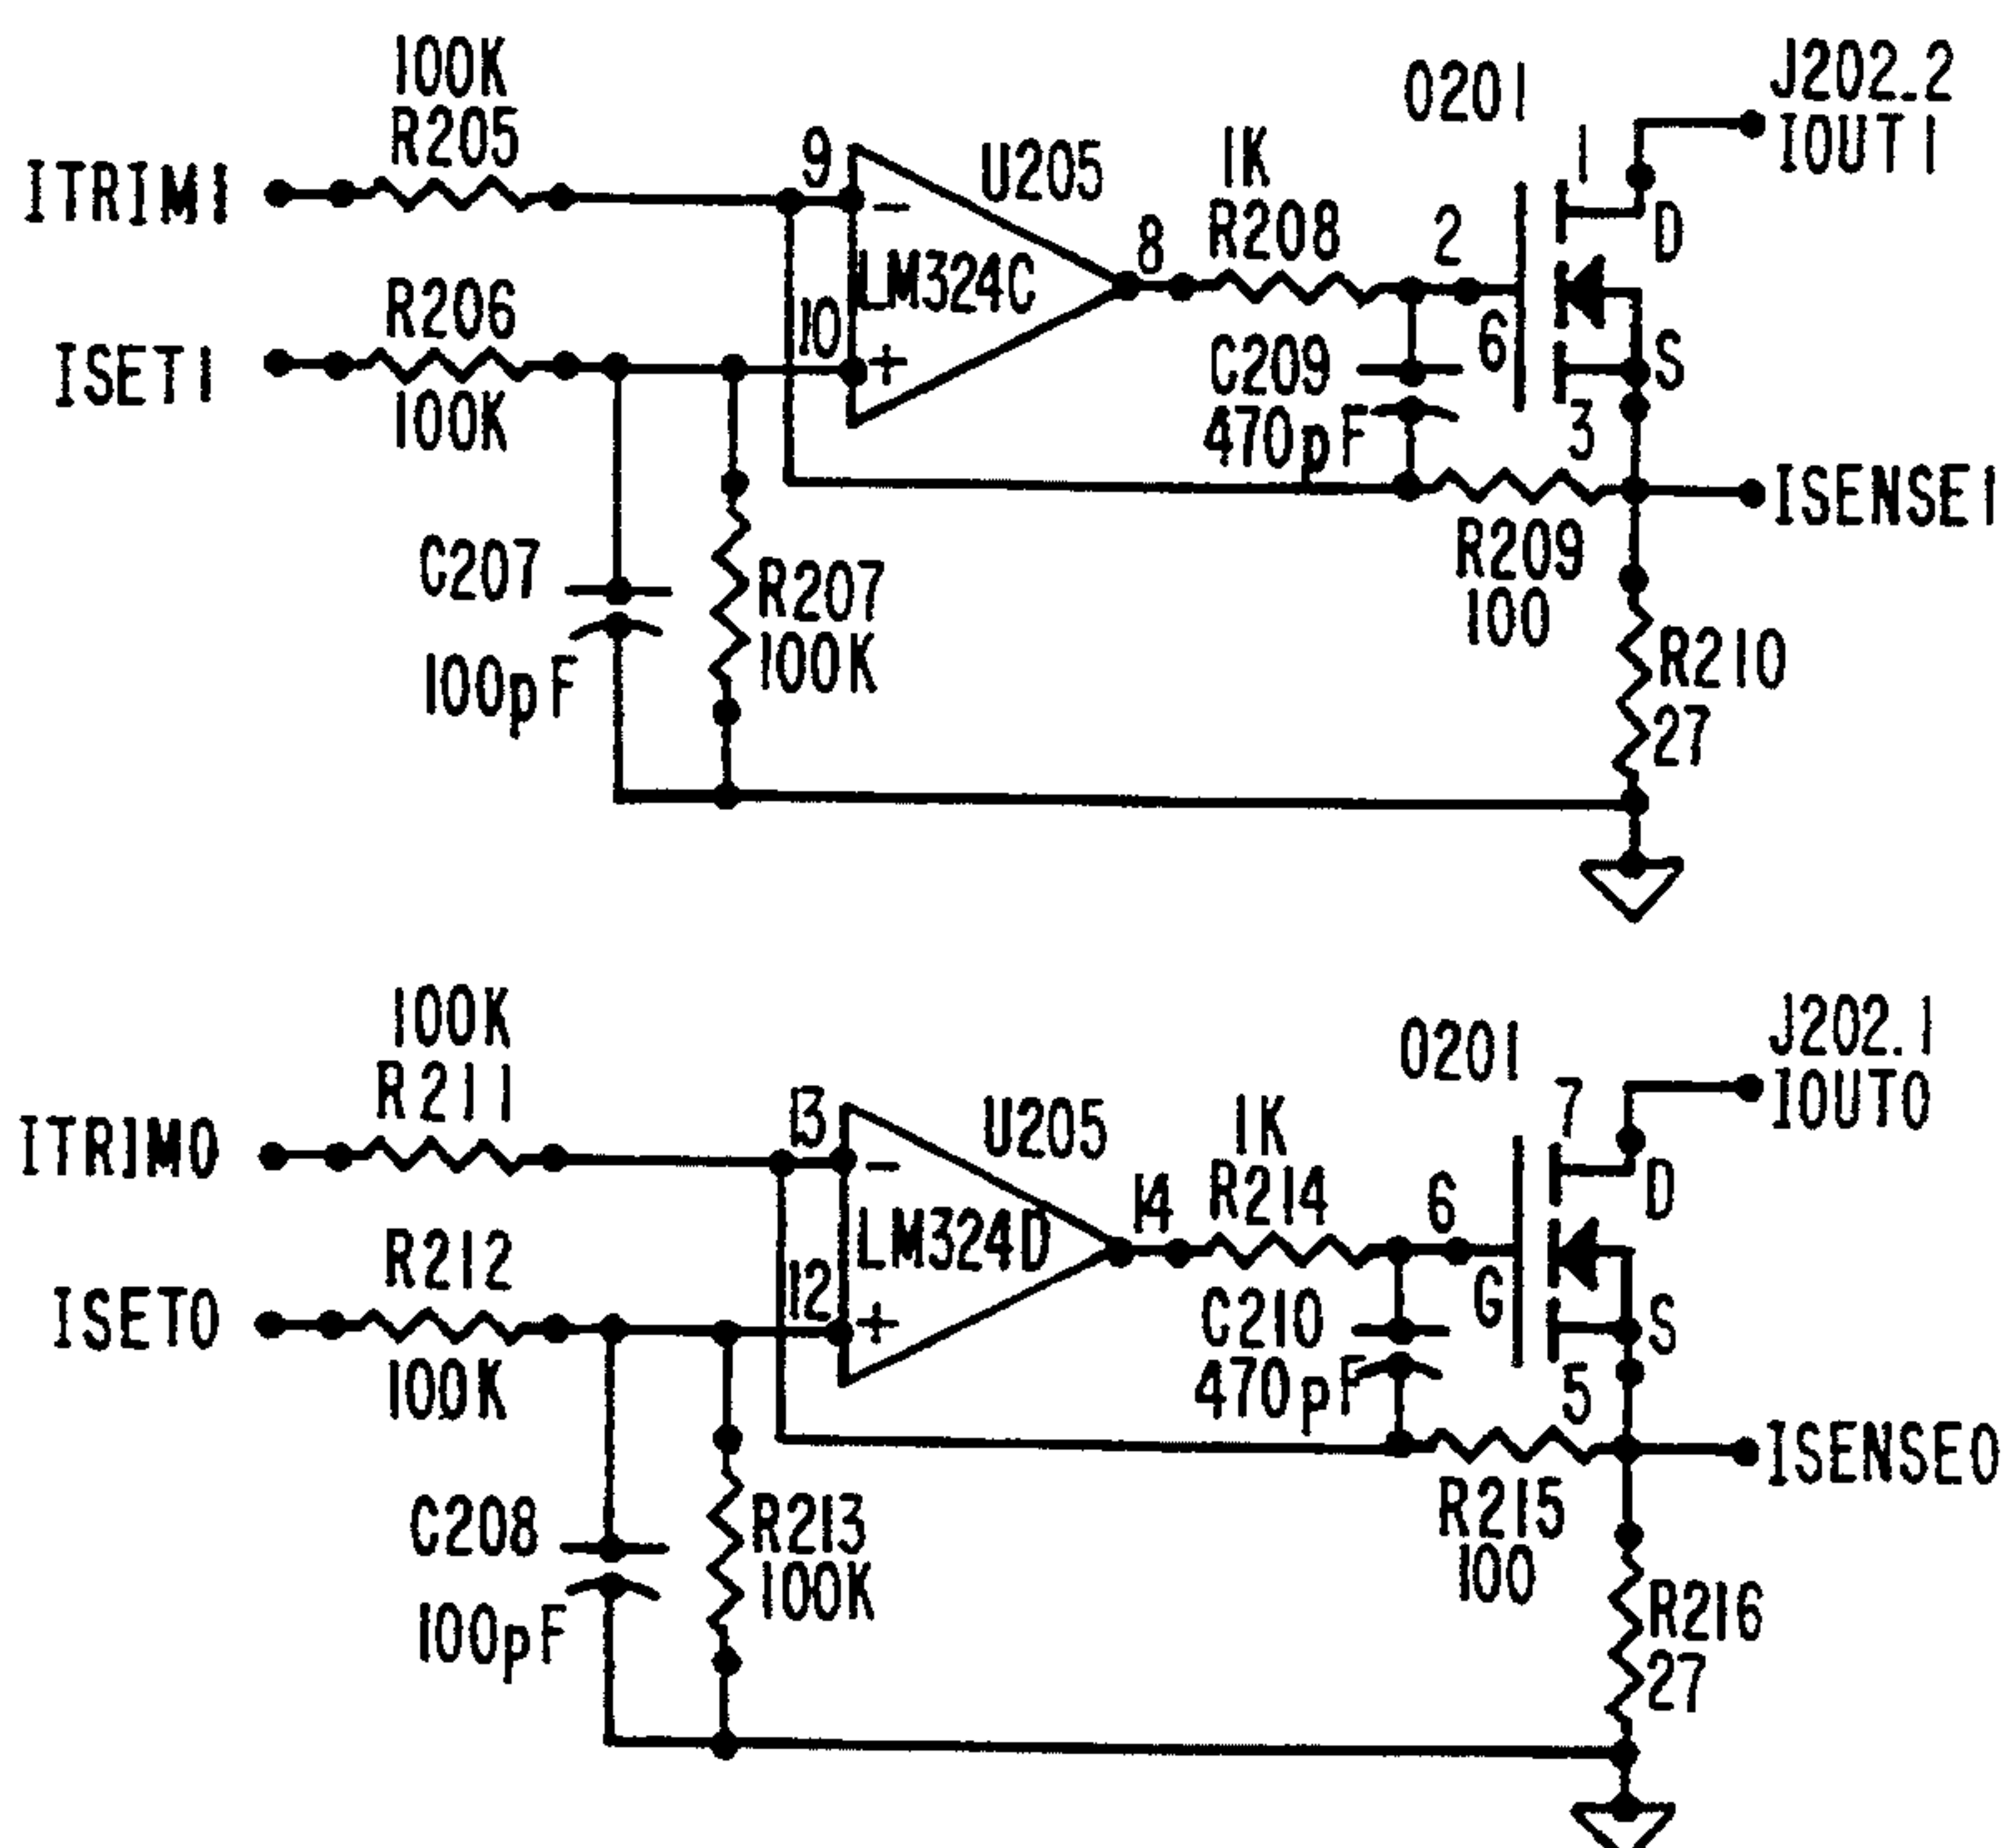 100K
R205
ITRIM1
9
-
U205
LM324C
8
1K
R208
0201
1
J202.2
IOUT1
2
D
R206
ISET1
100K
10
+
C209
470pF
6
S
3
ISENSE1
R209
100
C207
100pF
R207
100K
R210
27
100K
R211
ITRIM0
13
-
U205
LM324D
14
1K
R214
0201
7
J202.1
IOUT0
6
D
R212
ISET0
100K
12
+
C210
470pF
G
S
5
ISENSE0
R215
100
C208
100pF
R213
100K
R216
27